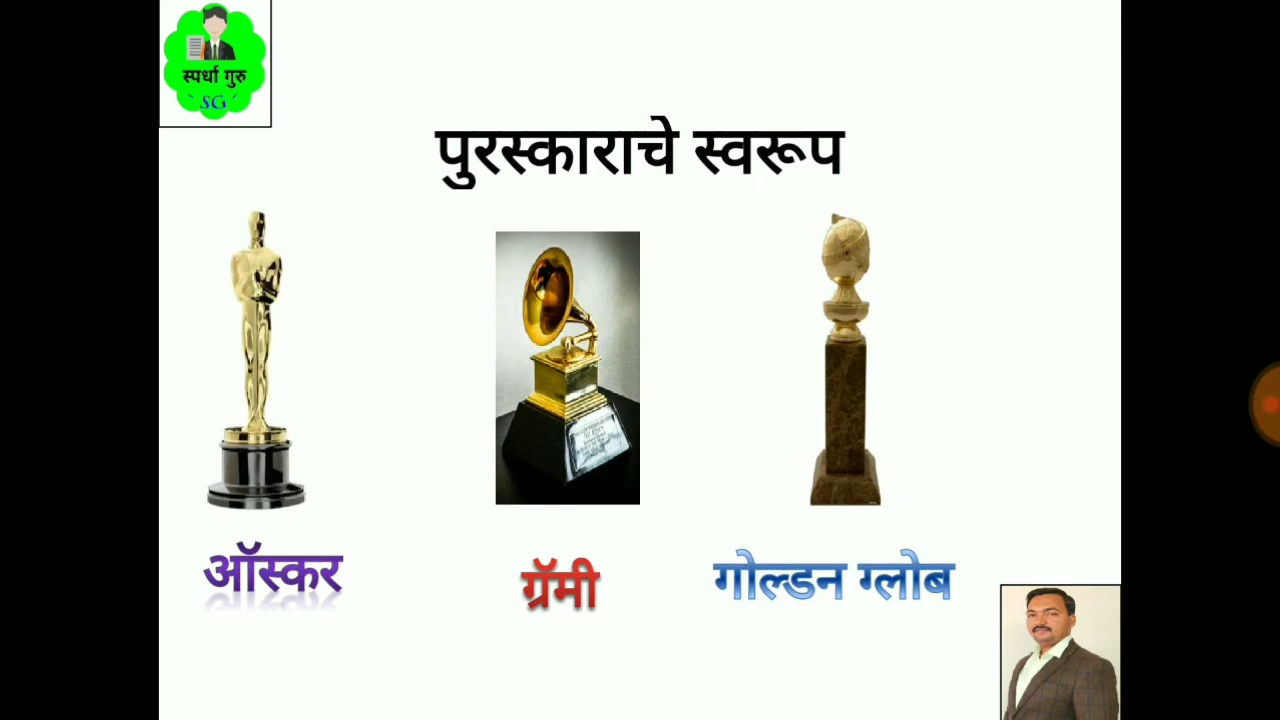 स्पर्धा गुरु
SG
पुरस्काराचे स्वरूप
ऑस्कर
ग्रॅमी
गोल्डन ग्लोब